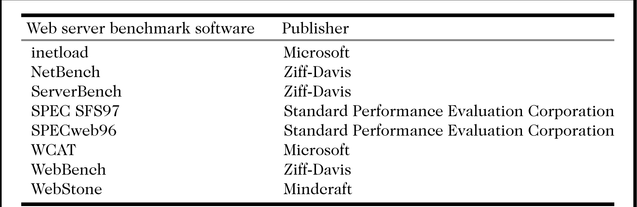 Web server benchmark software Publisher
inetload Microsoft
NetBench Ziff-Davis
ServerBench Ziff-Davis
SPEC SFS97 Standard Performance Evaluation Corporation
SPECweb96 Standard Performance Evaluation Corporation
WCAT Microsoft
WebBench Ziff-Davis
WebStone Mindcraft